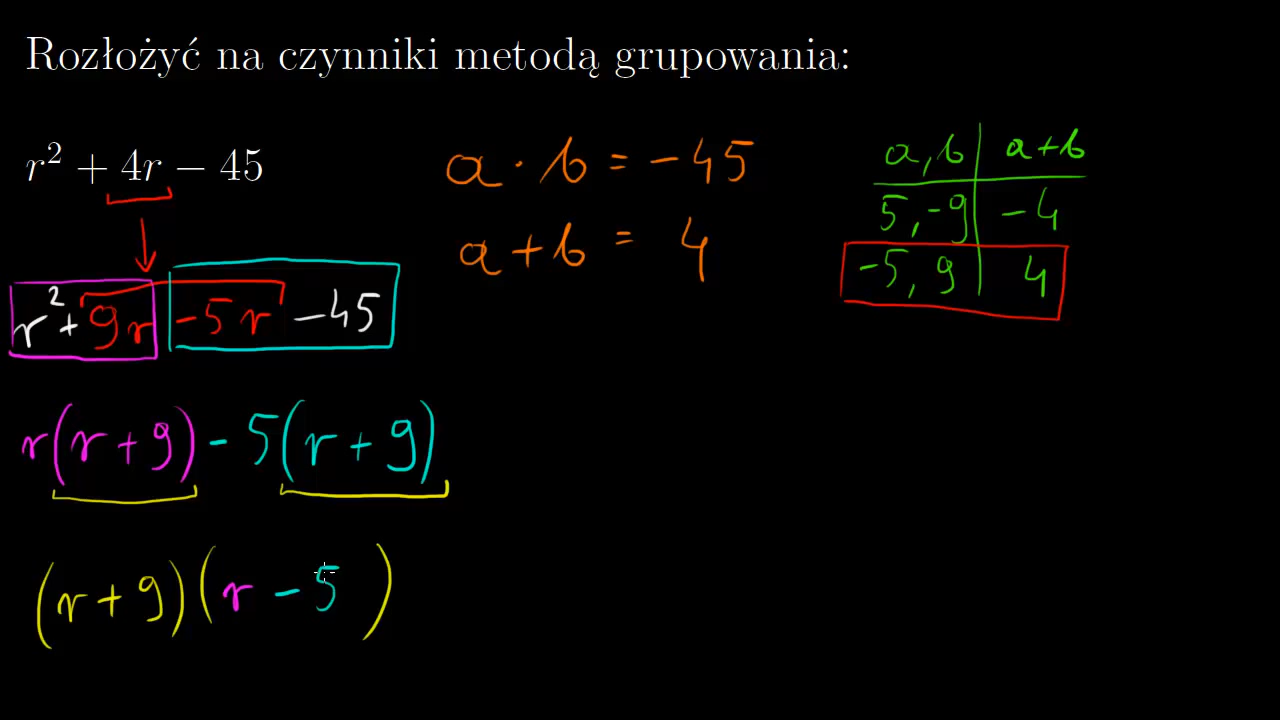 Rozłożyć na czynniki metodą grupowania:
r² + 4r − 45
a · b = −45
a + b = 4
a, b | a + b
5, −9 | −4
−5, 9 | 4
r² + 9r −5r −45
r(r + 9) − 5(r + 9)
(r + 9)(r − 5)